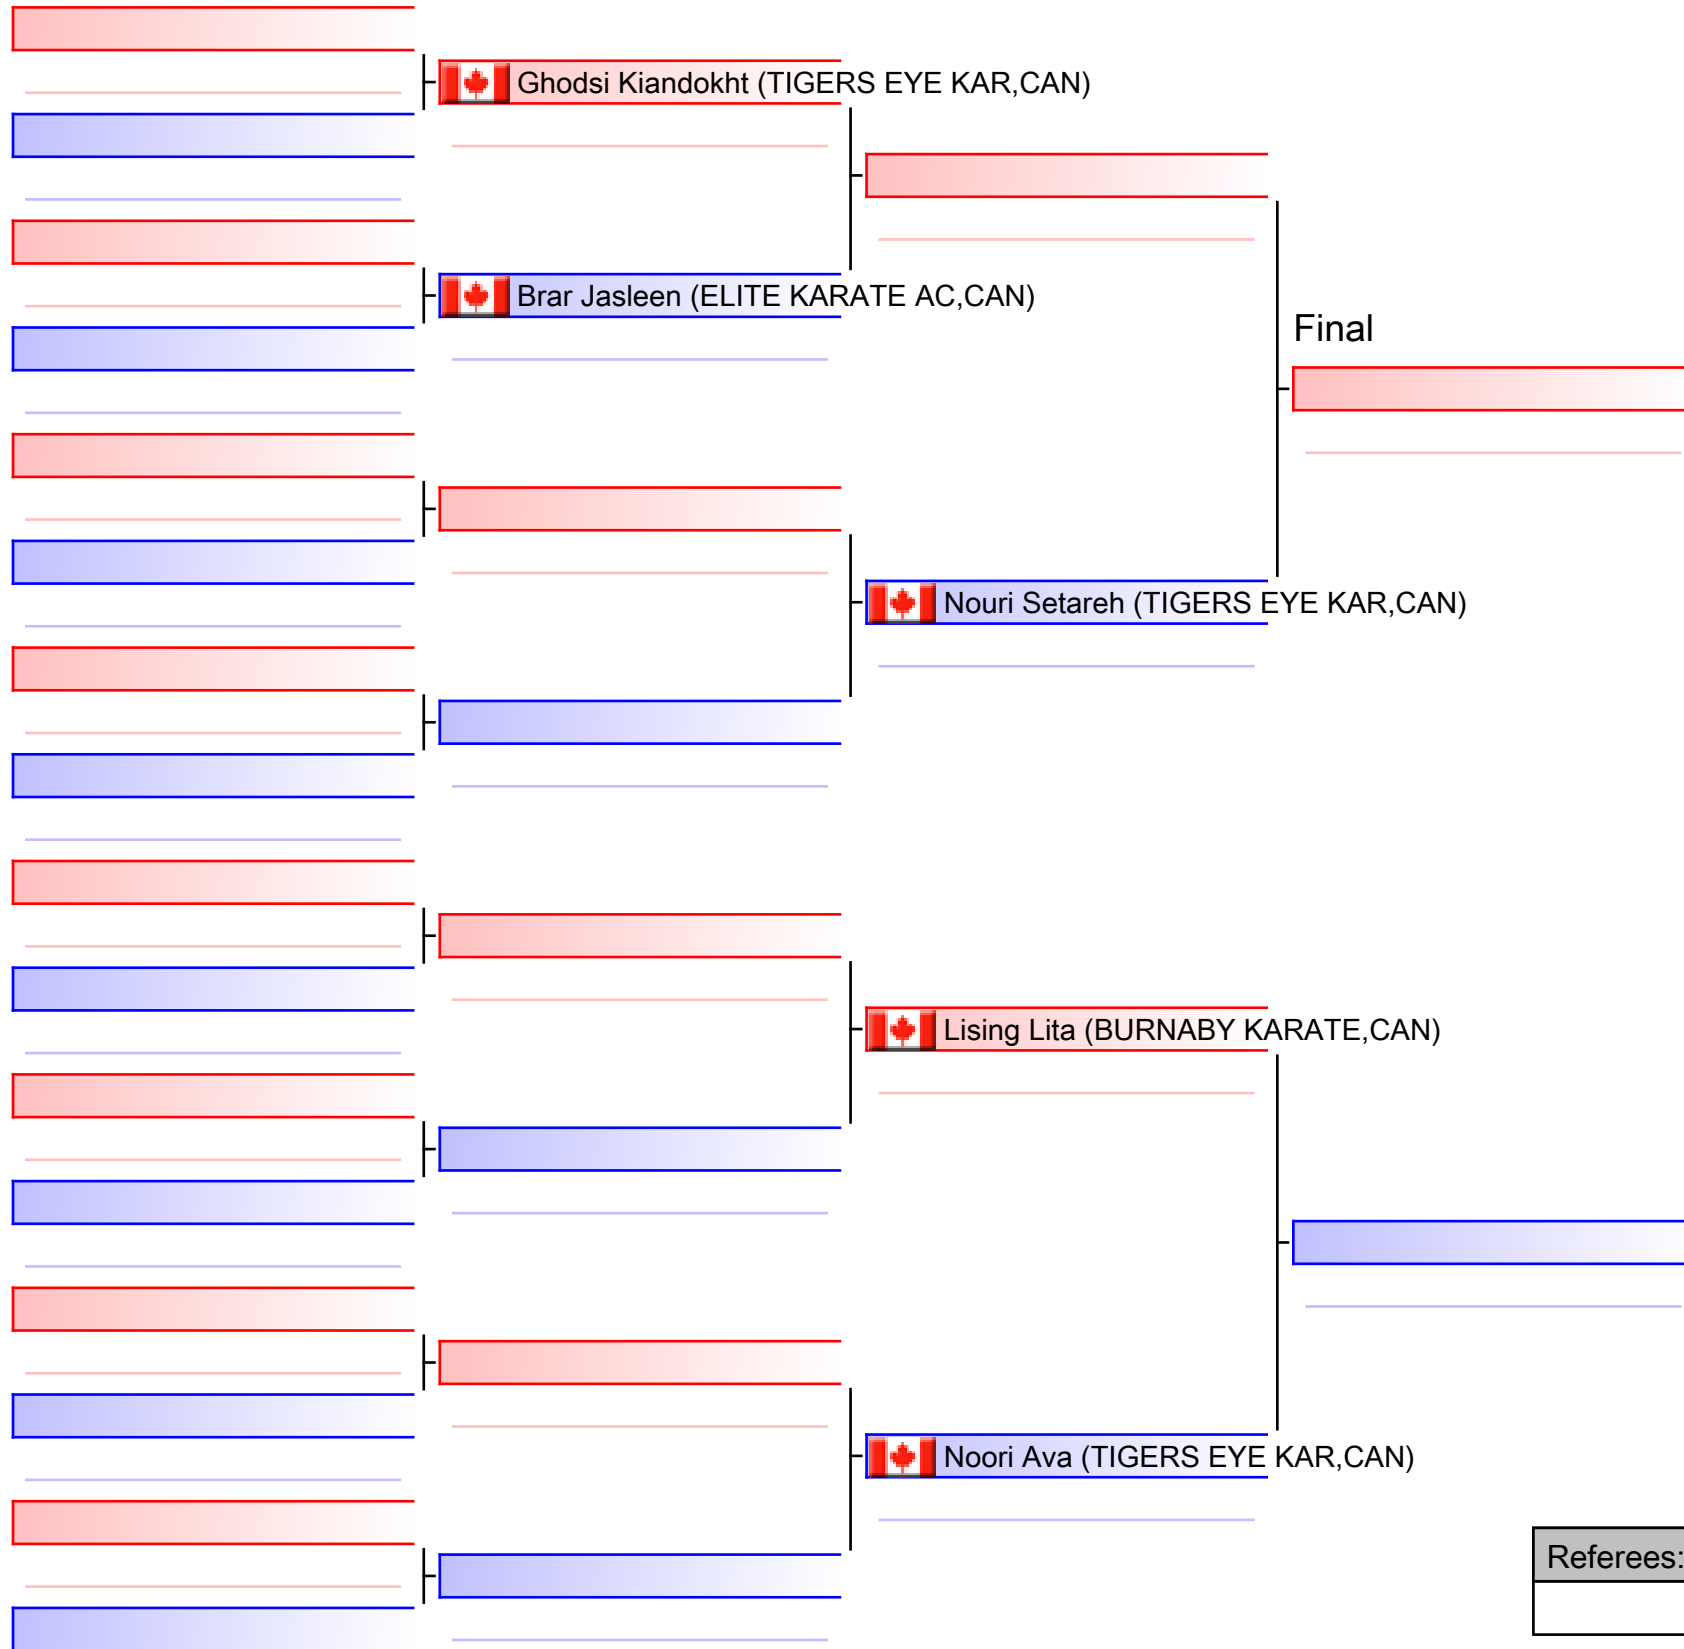 Ghodsi Kiandokht (TIGERS EYE KAR,CAN)
Brar Jasleen (ELITE KARATE AC,CAN)
Final
Nouri Setareh (TIGERS EYE KAR,CAN)
Lising Lita (BURNABY KARATE,CAN)
Noori Ava (TIGERS EYE KAR,CAN)
Referees: